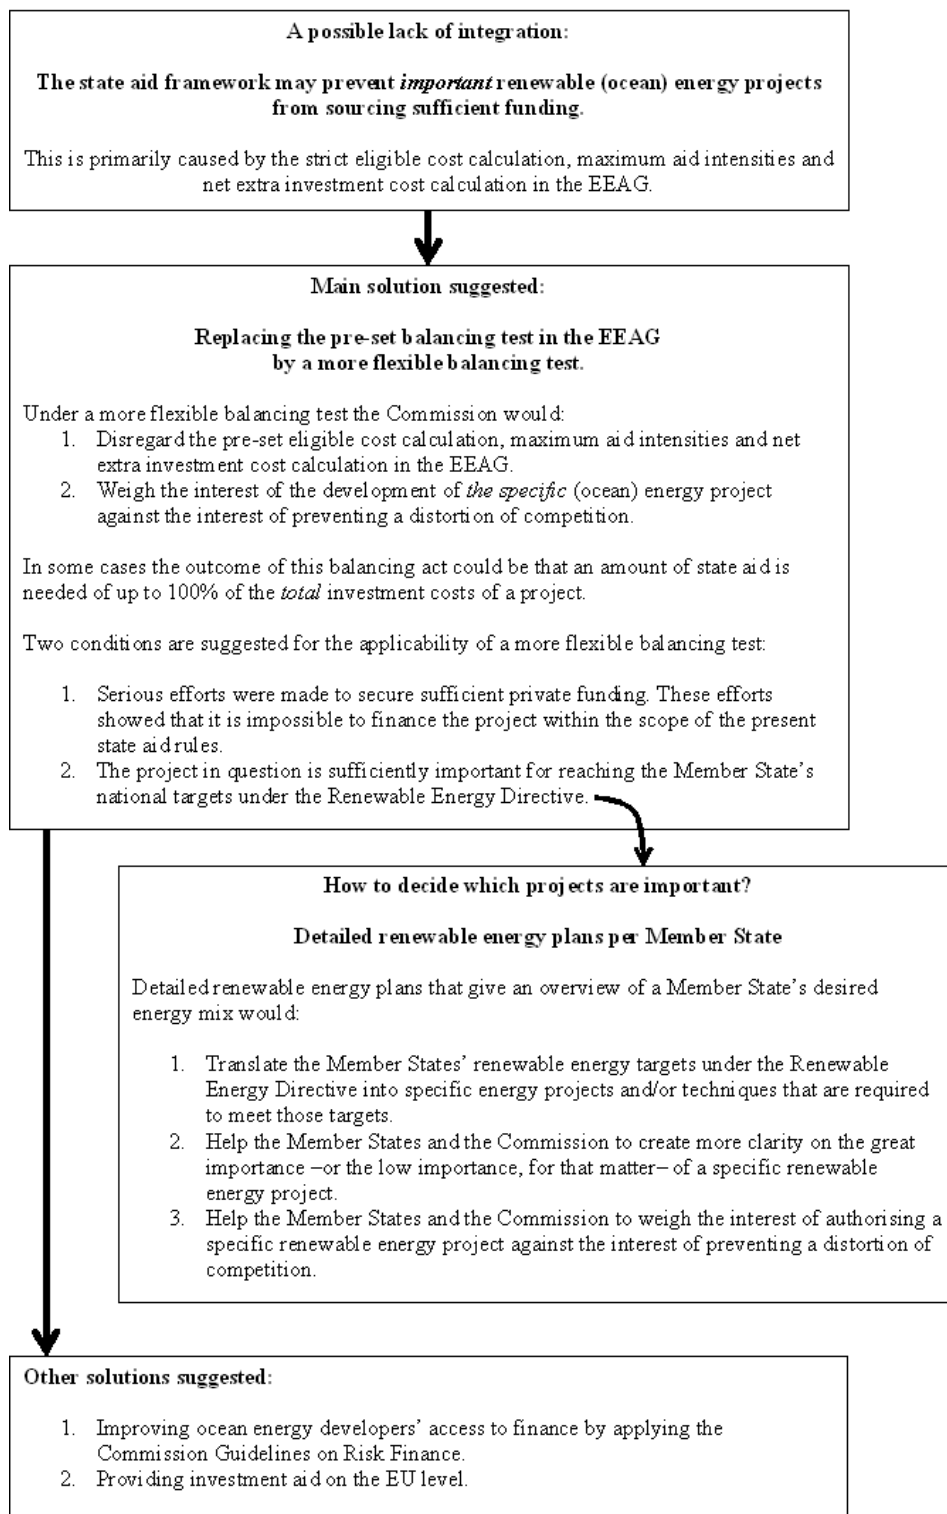 A possible lack of integration:
The state aid framework may prevent important renewable (ocean) energy projects
from sourcing sufficient funding.
This is primarily caused by the strict eligible cost calculation, maximum aid intensities and
net extra investment cost calculation in the EEAG.
Main solution suggested:
Replacing the pre-set balancing test in the EEAG
by a more flexible balancing test.
Under a more flexible balancing test the Commission would:
1. Disregard the pre-set eligible cost calculation, maximum aid intensities and net
extra investment cost calculation in the EEAG.
2. Weigh the interest of the development of the specific (ocean) energy project
against the interest of preventing a distortion of competition.
In some cases the outcome of this balancing act could be that an amount of state aid is
needed of up to 100% of the total investment costs of a project.
Two conditions are suggested for the applicability of a more flexible balancing test:
1. Serious efforts were made to secure sufficient private funding. These efforts
showed that it is impossible to finance the project within the scope of the present
state aid rules.
2. The project in question is sufficiently important for reaching the Member State's
national targets under the Renewable Energy Directive.
How to decide which projects are important?
Detailed renewable energy plans per Member State
Detailed renewable energy plans that give an overview of a Member State's desired
energy mix would:
1. Translate the Member States' renewable energy targets under the Renewable
Energy Directive into specific energy projects and/or techniques that are required
to meet those targets.
2. Help the Member States and the Commission to create more clarity on the great
importance –or the low importance, for that matter– of a specific renewable
energy project.
3. Help the Member States and the Commission to weigh the interest of authorising a
specific renewable energy project against the interest of preventing a distortion of
competition.
Other solutions suggested:
1. Improving ocean energy developers' access to finance by applying the
Commission Guidelines on Risk Finance.
2. Providing investment aid on the EU level.